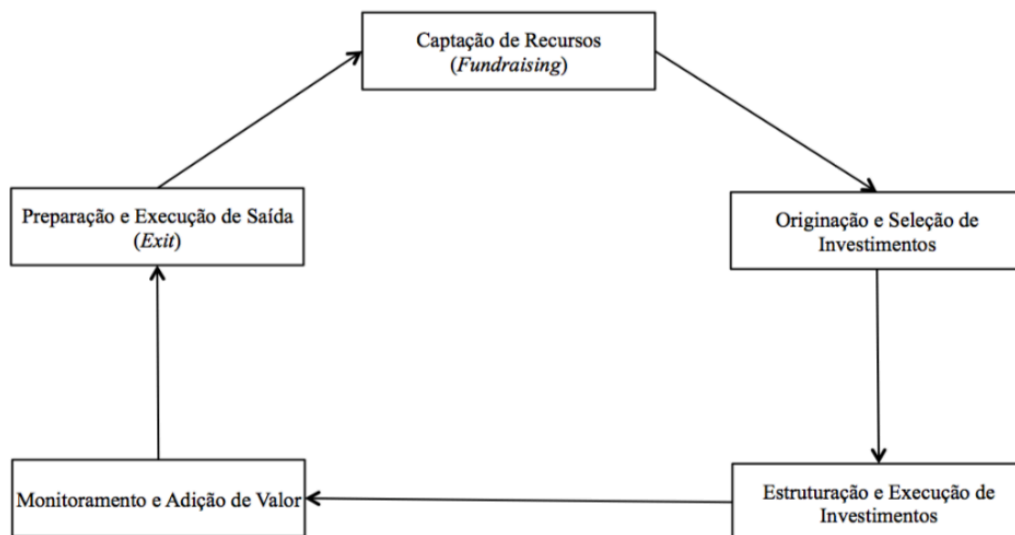 Captação de Recursos
(Fundraising)
Originação e Seleção de
Investimentos
Estruturação e Execução de
Investimentos
Monitoramento e Adição de Valor
Preparação e Execução de Saída
(Exit)